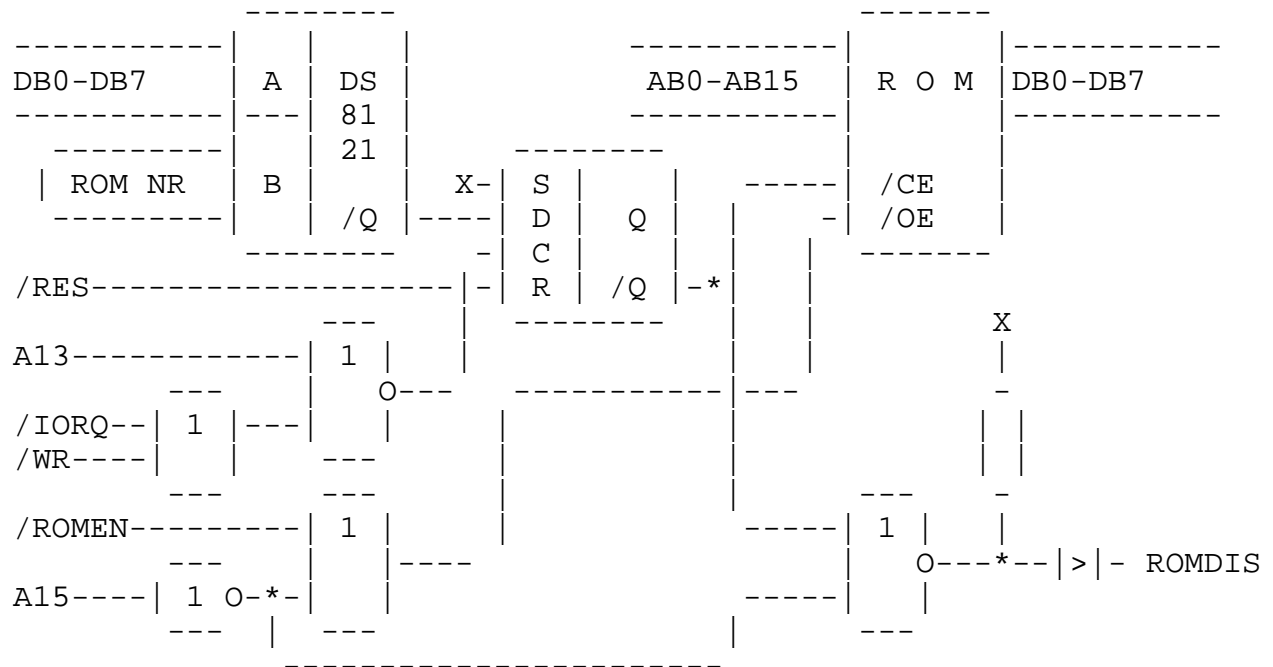 DB0-DB7 A DS AB0-AB15 R O M DB0-DB7
81
21
ROM NR B X- S /CE
/Q D Q /OE
C
/RES R /Q
X
A13 1
O
/IORQ 1
/WR
/ROMEN 1 1
O * ROMDIS
A15 1 O